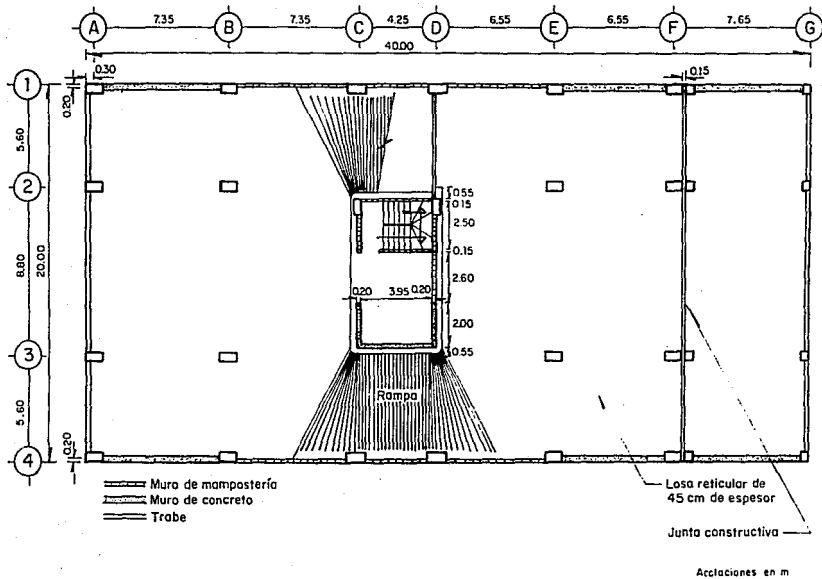 7.35 7.35 4.25 6.55 6.55 7.65
A B C D E F G
40.00
0.30 0.15
1
0.20
5.60
2
0.55
0.15
2.50
0.15
8.80
20.00
2.60
0.20 3.95 0.20
2.00
3
0.55
Rampa
5.60
0.20
4
Muro de mampostería
Muro de concreto
Trabe
Losa reticular de
45 cm de espesor
Junta constructiva
Acotaciones en m